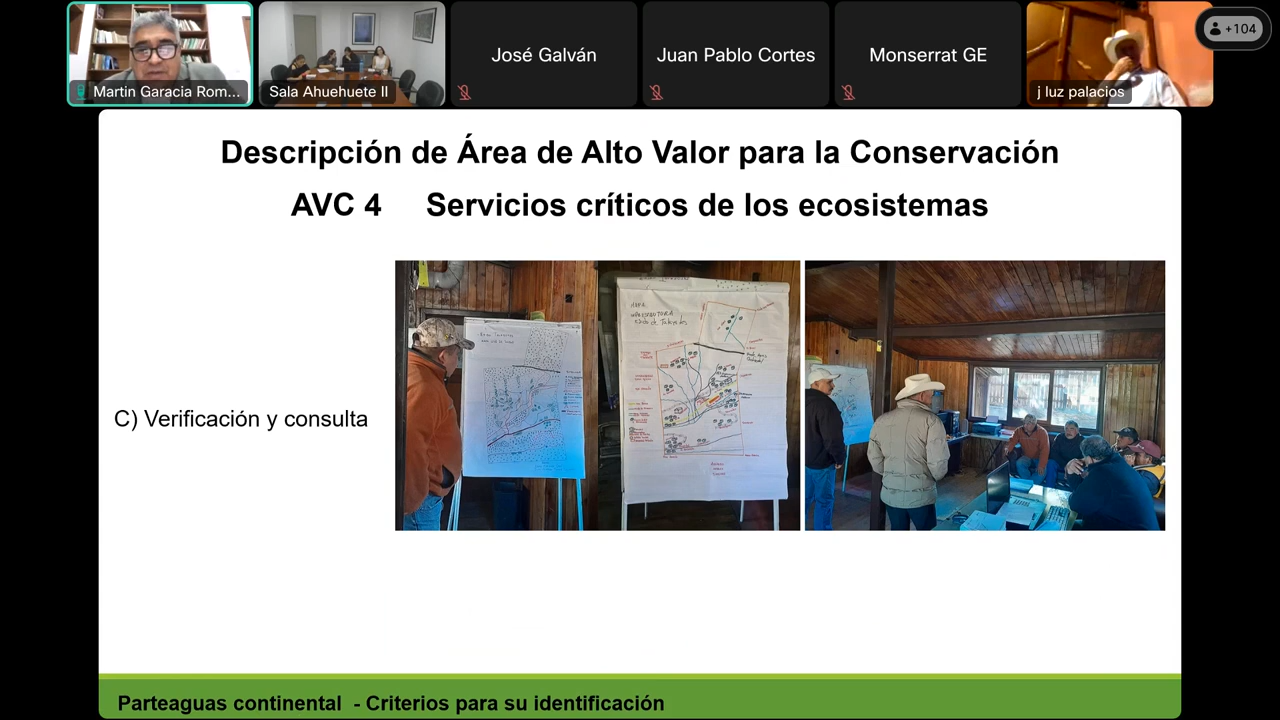 Martin Garacia Rom...
Sala Ahuehuete II
José Galván
Juan Pablo Cortes
Monserrat GE
j luz palacios
+104
Descripción de Área de Alto Valor para la Conservación
AVC 4 Servicios críticos de los ecosistemas
C) Verificación y consulta
Parteaguas continental - Criterios para su identificación